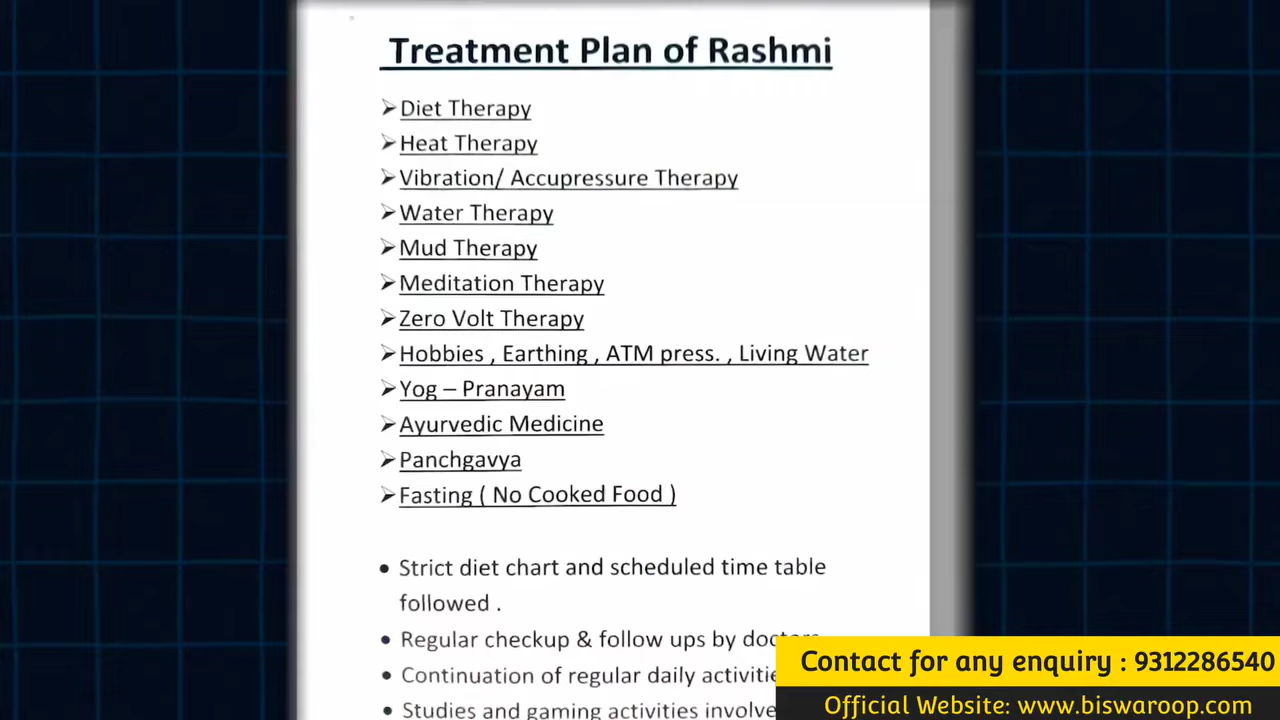 Treatment Plan of Rashmi
Diet Therapy
Heat Therapy
Vibration/ Accupressure Therapy
Water Therapy
Mud Therapy
Meditation Therapy
Zero Volt Therapy
Hobbies , Earthing , ATM press. , Living Water
Yog – Pranayam
Ayurvedic Medicine
Panchgavya
Fasting ( No Cooked Food )
Strict diet chart and scheduled time table
followed .
Regular checkup & follow ups by doctors
Continuation of regular daily
Studies and gaming activities
Contact for any enquiry : 9312286540
Official Website: www.biswaroop.com